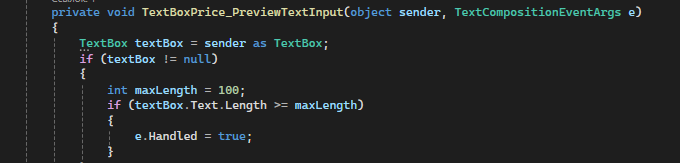 private void TextBoxPrice_PreviewTextInput(object sender, TextCompositionEventArgs e)
{
TextBox textBox = sender as TextBox;
if (textBox != null)
{
int maxLength = 100;
if (textBox.Text.Length >= maxLength)
{
e.Handled = true;
}